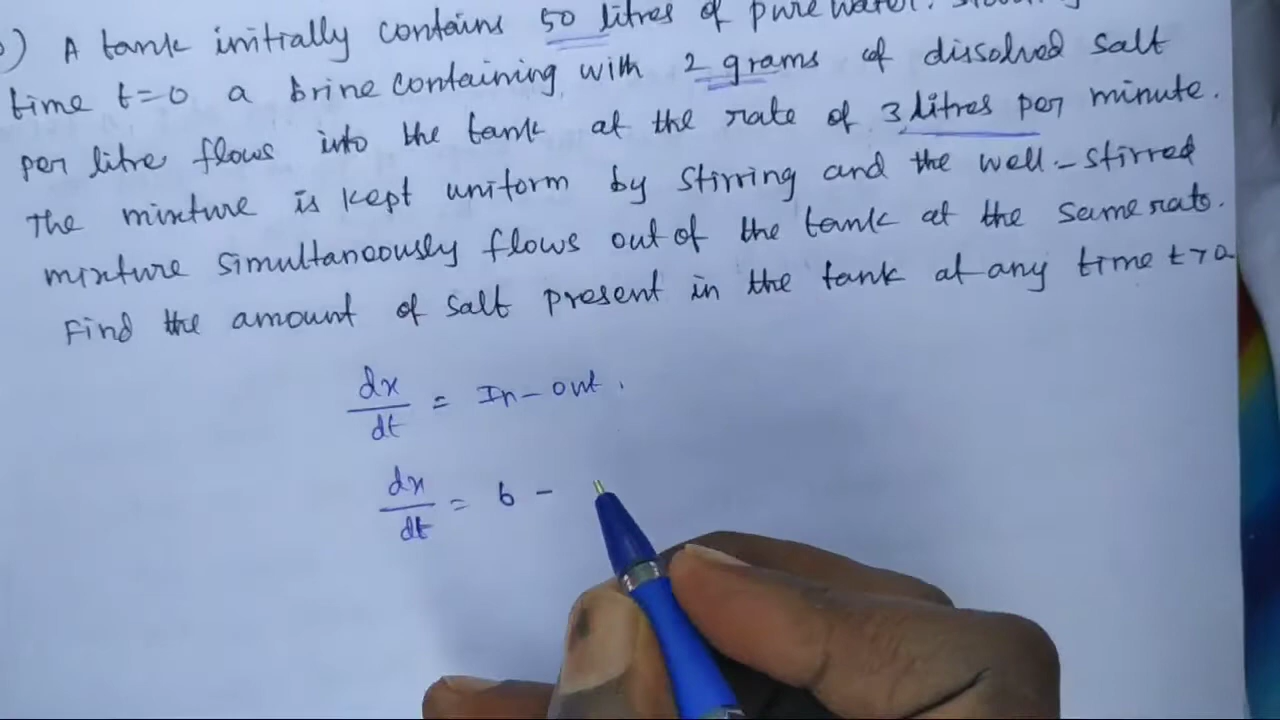 ) A tank initially contains 50 litres of pure water.
time t=0 a brine containing with 2 grams of dissolved salt
per litre flows into the tank at the rate of 3 litres per minute.
The mixture is kept uniform by stirring and the well-stirred
mixture simultaneously flows out of the tank at the same rate.
Find the amount of salt present in the tank at any time t>0
dx/dt = In-out.
dx/dt = 6 -